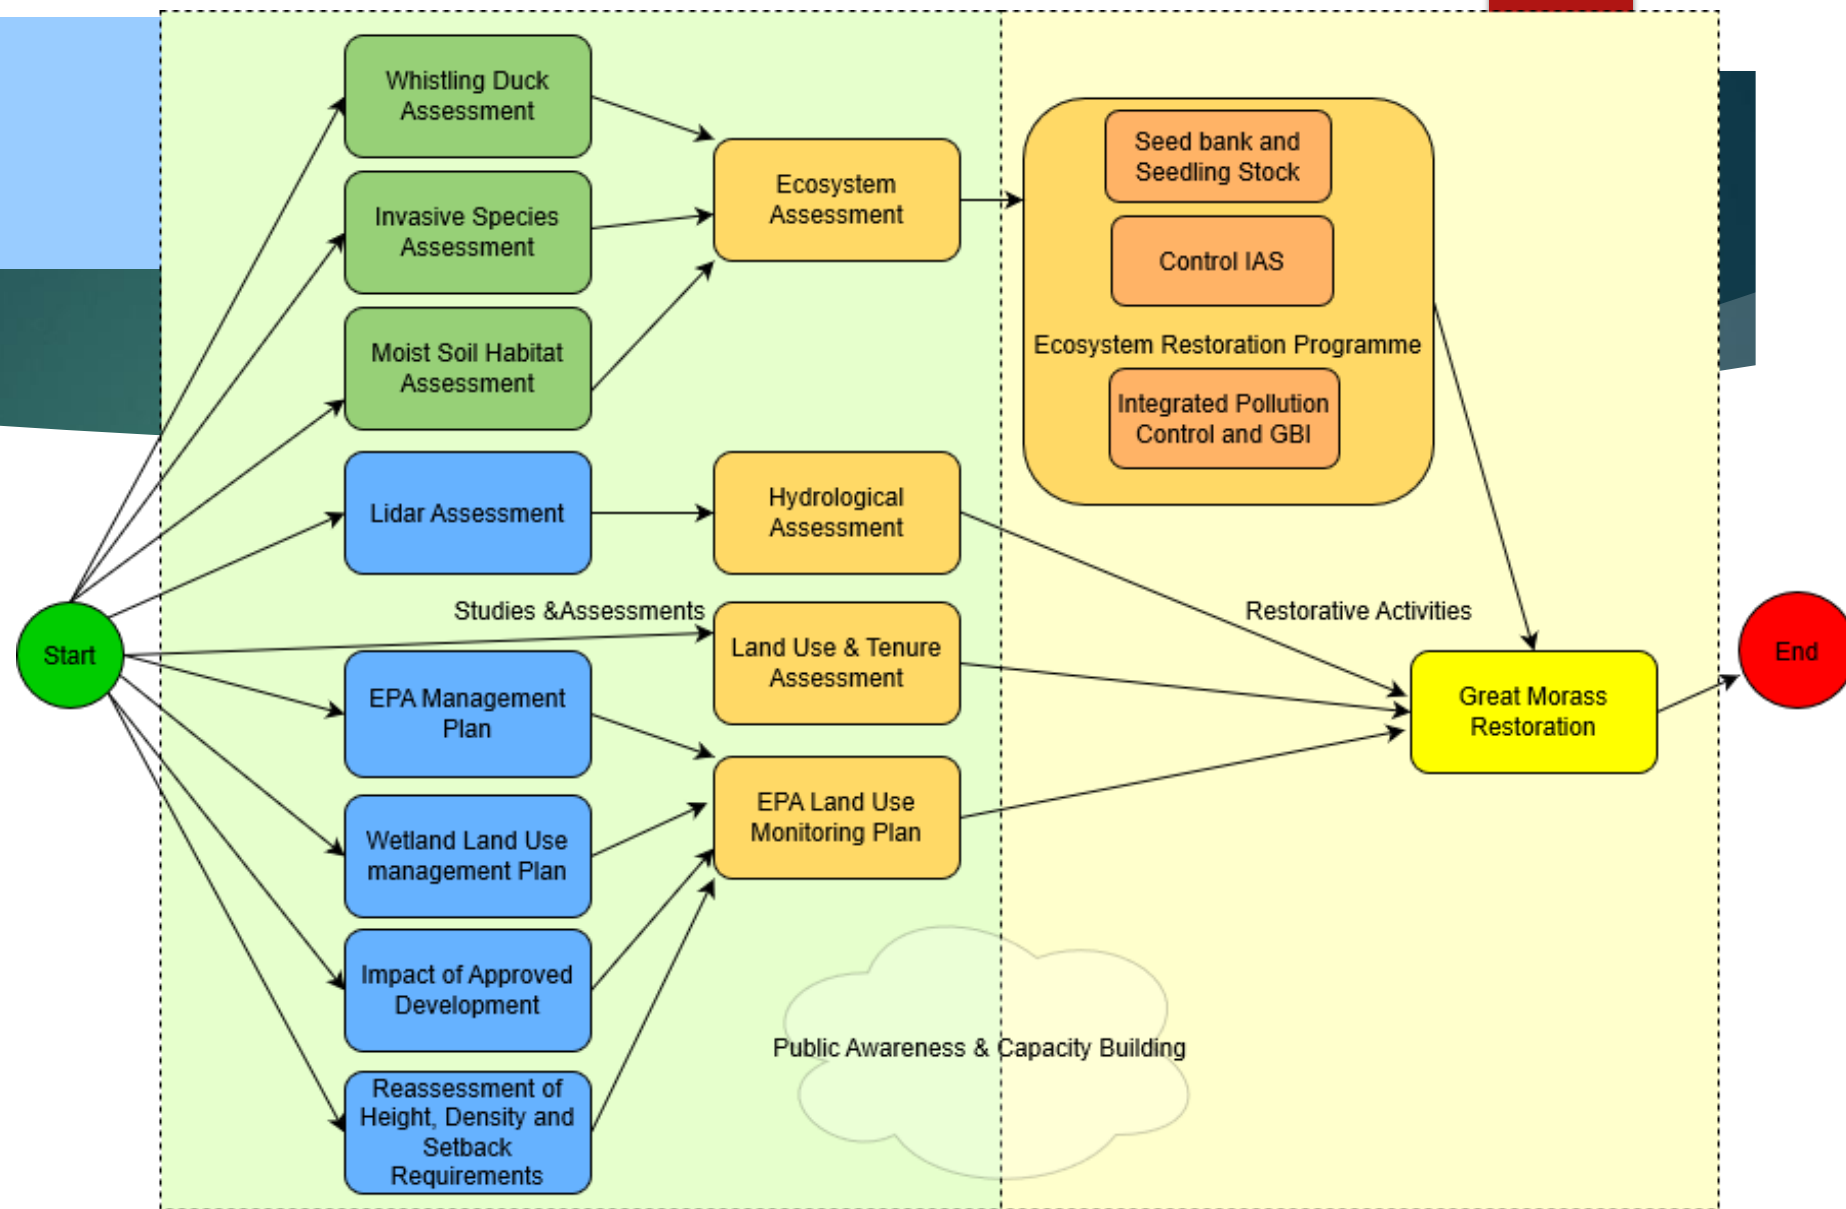 Whistling Duck
Assessment
Invasive Species
Assessment
Moist Soil Habitat
Assessment
Lidar Assessment
Studies &Assessments
Start
EPA Management
Plan
Wetland Land Use
management Plan
Impact of Approved
Development
Reassessment of
Height, Density and
Setback
Requirements
Ecosystem
Assessment
Hydrological
Assessment
Land Use & Tenure
Assessment
EPA Land Use
Monitoring Plan
Public Awareness & Capacity Building
Seed bank and
Seedling Stock
Control IAS
Ecosystem Restoration Programme
Integrated Pollution
Control and GBI
Restorative Activities
Great Morass
Restoration
End